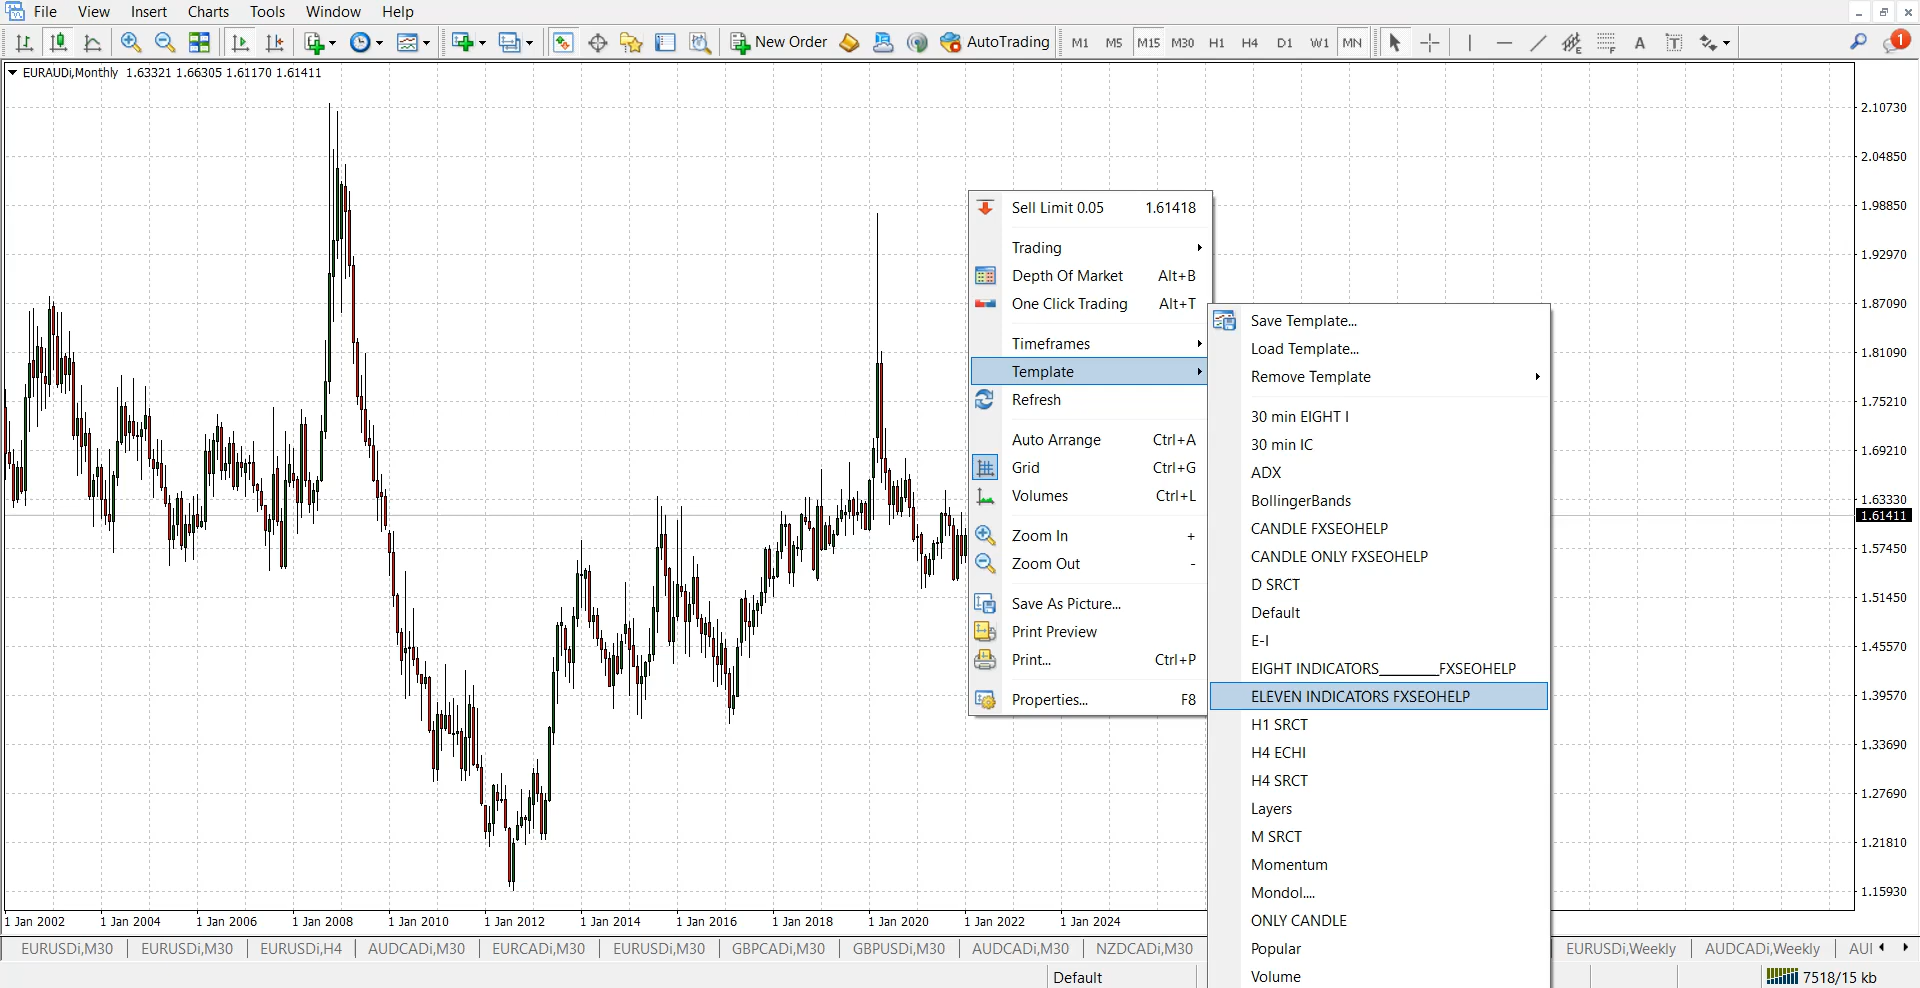 File View Insert Charts Tools Window Help
New Order AutoTrading M1 M5 M15 M30 H1 H4 D1 W1 MN A T 1
EURAUDi,Monthly 1.63321 1.66305 1.61170 1.61411
2.10730
2.04850
1.98850
1.92970
1.87090
1.81090
1.75210
1.69210
1.63330
1.61411
1.57450
1.51450
1.45570
1.39570
1.33690
1.27690
1.21810
1.15930
Sell Limit 0.05 1.61418
Trading
Depth Of Market Alt+B
One Click Trading Alt+T
Timeframes
Template
Refresh
Auto Arrange Ctrl+A
Grid Ctrl+G
Volumes Ctrl+L
Zoom In +
Zoom Out -
Save As Picture...
Print Preview
Print... Ctrl+P
Properties... F8
Save Template...
Load Template...
Remove Template
30 min EIGHT I
30 min IC
ADX
BollingerBands
CANDLE FXSEOHELP
CANDLE ONLY FXSEOHELP
D SRCT
Default
E-I
EIGHT INDICATORS________FXSEOHELP
ELEVEN INDICATORS FXSEOHELP
H1 SRCT
H4 ECHI
H4 SRCT
Layers
M SRCT
Momentum
Mondol....
ONLY CANDLE
Popular
Volume
1 Jan 2002 1 Jan 2004 1 Jan 2006 1 Jan 2008 1 Jan 2010 1 Jan 2012 1 Jan 2014 1 Jan 2016 1 Jan 2018 1 Jan 2020 1 Jan 2022 1 Jan 2024
EURUSDi,M30 EURUSDi,M30 EURUSDi,H4 AUDCADi,M30 EURCADi,M30 EURUSDi,M30 GBPCADi,M30 GBPUSDi,M30 AUDCADi,M30 NZDCADi,M30 EURUSDi,Weekly AUDCADi,Weekly AUI
Default 7518/15 kb